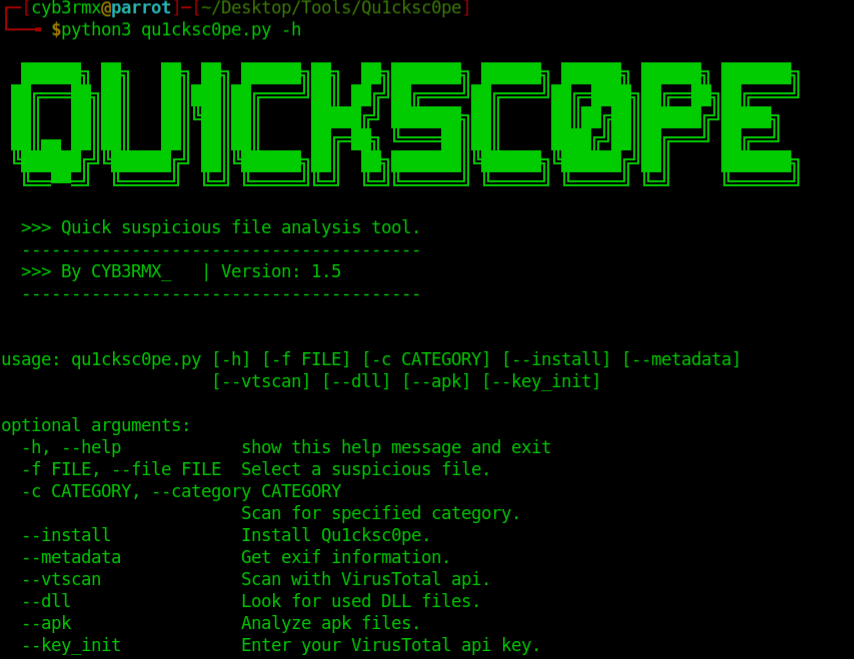 ┌─[cyb3rmx@parrot]─[~/Desktop/Tools/Qu1cksc0pe]
└──╼ $python3 qu1cksc0pe.py -h
QU1CKSC0PE
>>> Quick suspicious file analysis tool.
----------------------------------------
>>> By CYB3RMX_   | Version: 1.5
----------------------------------------
usage: qu1cksc0pe.py [-h] [-f FILE] [-c CATEGORY] [--install] [--metadata]
                     [--vtscan] [--dll] [--apk] [--key_init]
optional arguments:
  -h, --help            show this help message and exit
  -f FILE, --file FILE  Select a suspicious file.
  -c CATEGORY, --category CATEGORY
                        Scan for specified category.
  --install             Install Qu1cksc0pe.
  --metadata            Get exif information.
  --vtscan              Scan with VirusTotal api.
  --dll                 Look for used DLL files.
  --apk                 Analyze apk files.
  --key_init            Enter your VirusTotal api key.